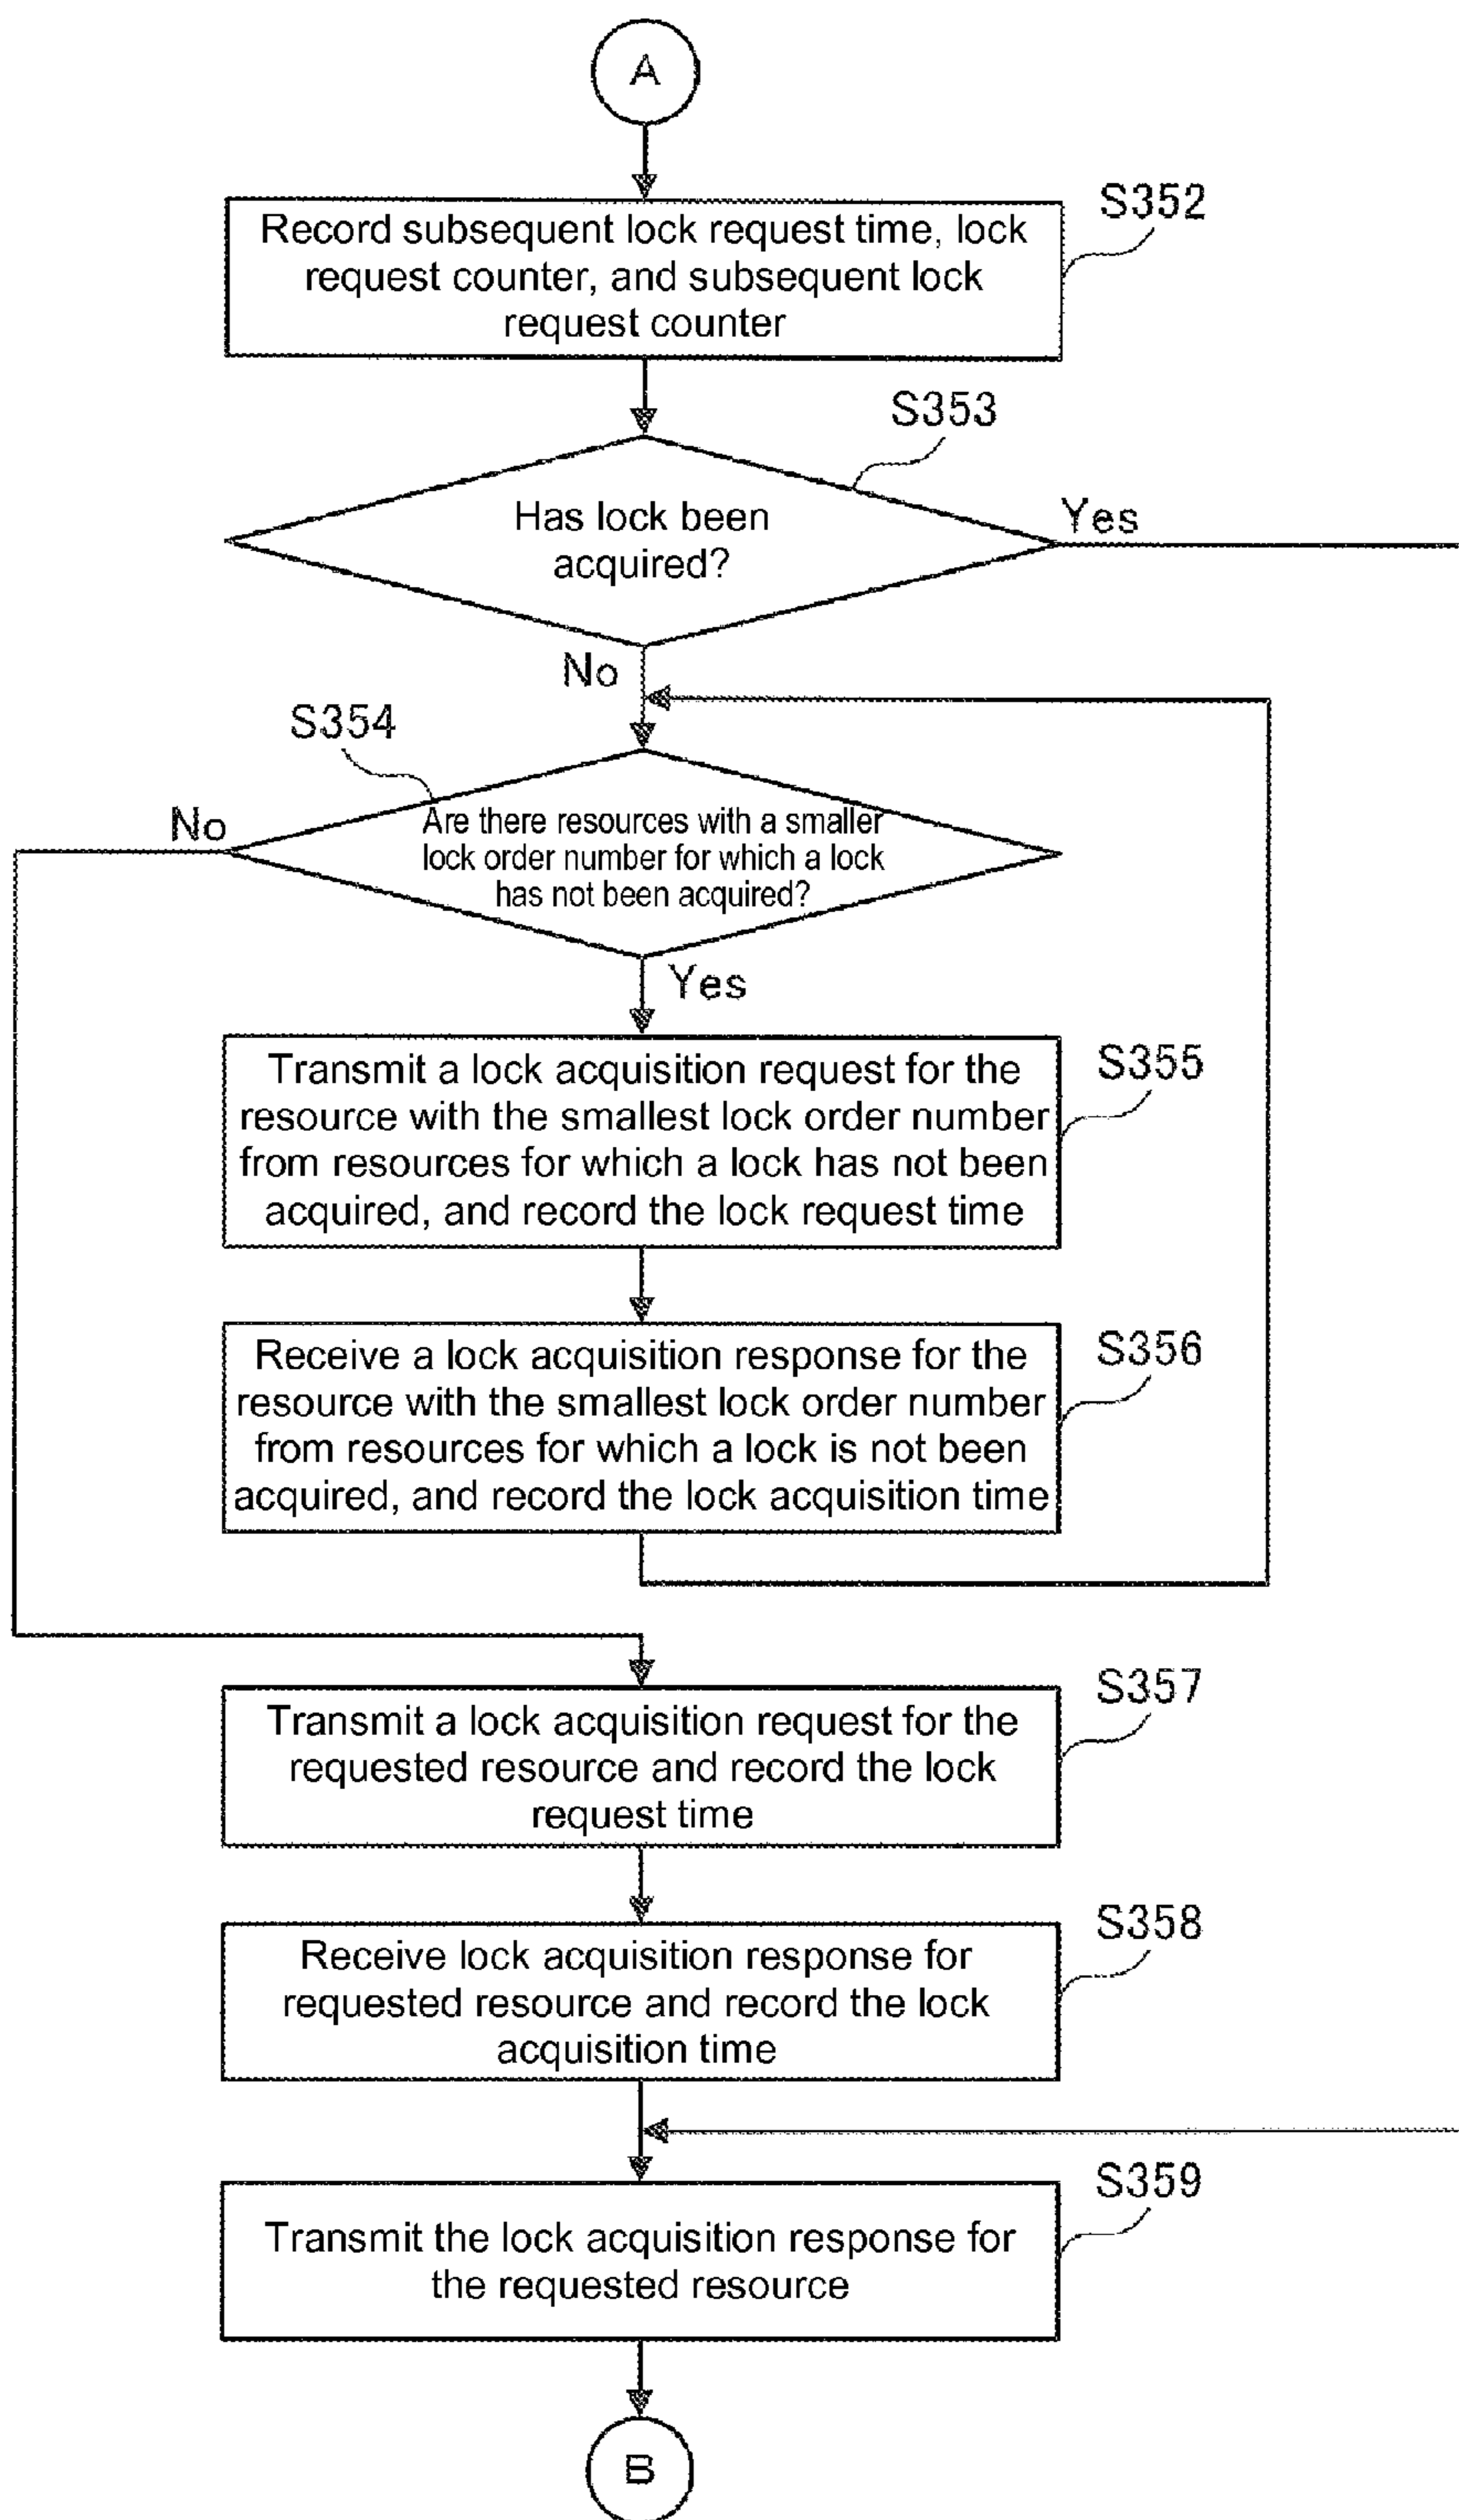 A
S352
Record subsequent lock request time, lock
request counter, and subsequent lock
request counter
S353
Has lock been
acquired?
Yes
No
S354
No
Are there resources with a smaller
lock order number for which a lock
has not been acquired?
Yes
S355
Transmit a lock acquisition request for the
resource with the smallest lock order number
from resources for which a lock has not been
acquired, and record the lock request time
S356
Receive a lock acquisition response for the
resource with the smallest lock order number
from resources for which a lock is not been
acquired, and record the lock acquisition time
S357
Transmit a lock acquisition request for the
requested resource and record the lock
request time
S358
Receive lock acquisition response for
requested resource and record the lock
acquisition time
S359
Transmit the lock acquisition response for
the requested resource
B